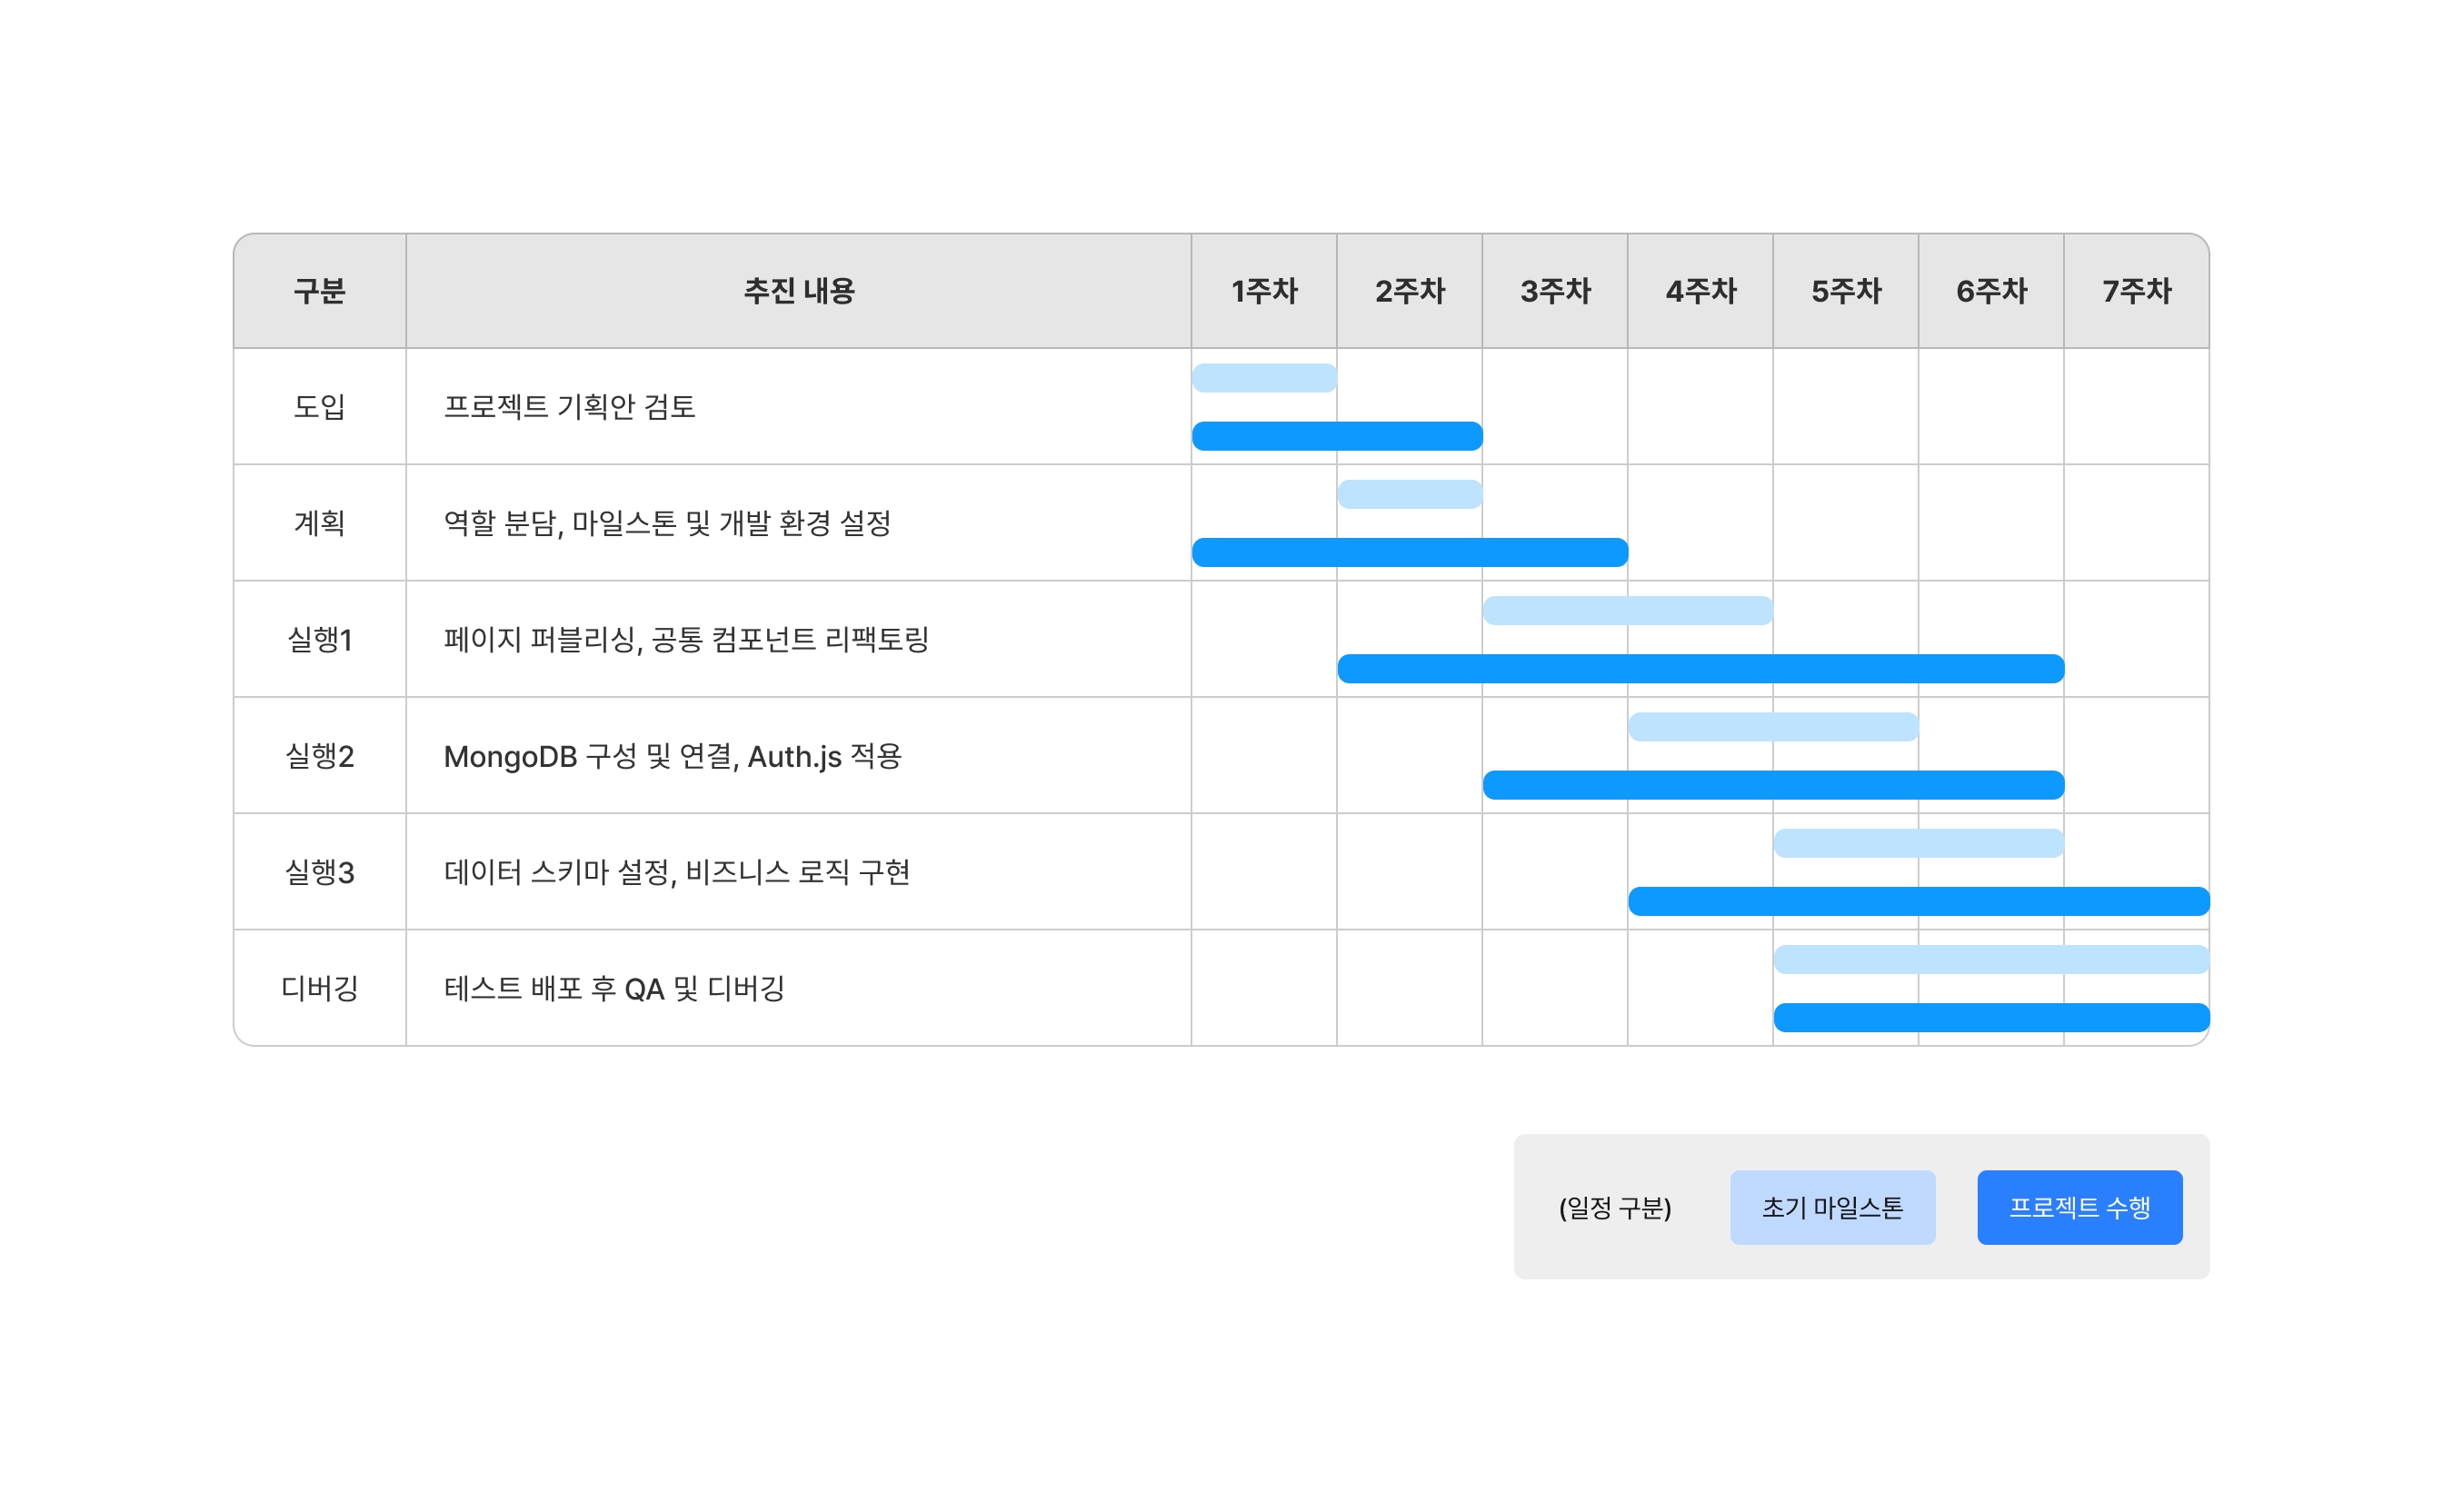 구분 추진 내용 1주차 2주차 3주차 4주차 5주차 6주차 7주차
도입 프로젝트 기획안 검토
계획 역할 분담, 마일스톤 및 개발 환경 설정
실행1 페이지 퍼블리싱, 공통 컴포넌트 리팩토링
실행2 MongoDB 구성 및 연결, Auth.js 적용
실행3 데이터 스키마 설정, 비즈니스 로직 구현
디버깅 테스트 배포 후 QA 및 디버깅
(일정 구분) 초기 마일스톤 프로젝트 수행